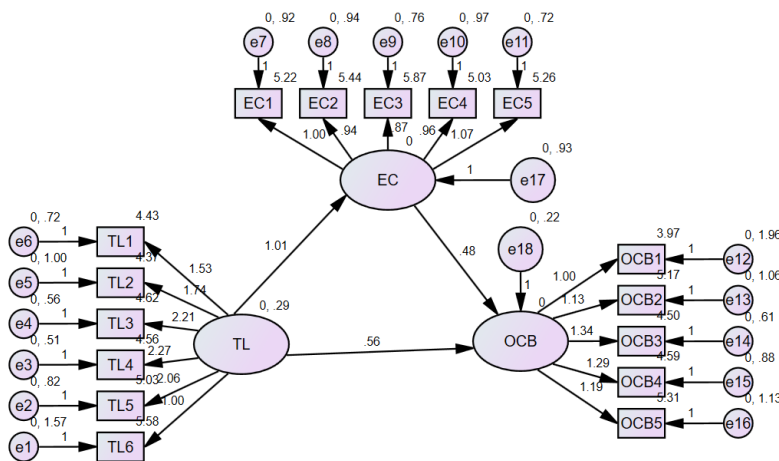 0, .92
0, .94
0, .76
0, .97
0, .72
e7
e8
e9
e10
e11
1
1
1
1
1
5.22
5.44
5.87
5.03
5.26
EC1
EC2
EC3
EC4
EC5
1.00
.94
.87
.96
1.07
0
EC
1
0, .93
e17
1.01
.48
0, .22
e18
1
0, .72
e6
1
4.43
TL1
0, 1.00
e5
1
4.37
TL2
0, .56
e4
1
4.62
TL3
0, .51
e3
1
4.56
TL4
0, .82
e2
1
5.03
TL5
0, 1.57
e1
1
5.58
TL6
1.53
1.74
2.21
2.27
2.06
1.00
0, .29
TL
.56
0
OCB
1.00
1.13
1.34
1.29
1.19
3.97
OCB1
1
0, 1.96
e12
5.17
OCB2
1
0, 1.06
e13
4.50
OCB3
1
0, .61
e14
4.59
OCB4
1
0, .88
e15
5.31
OCB5
1
0, 1.13
e16